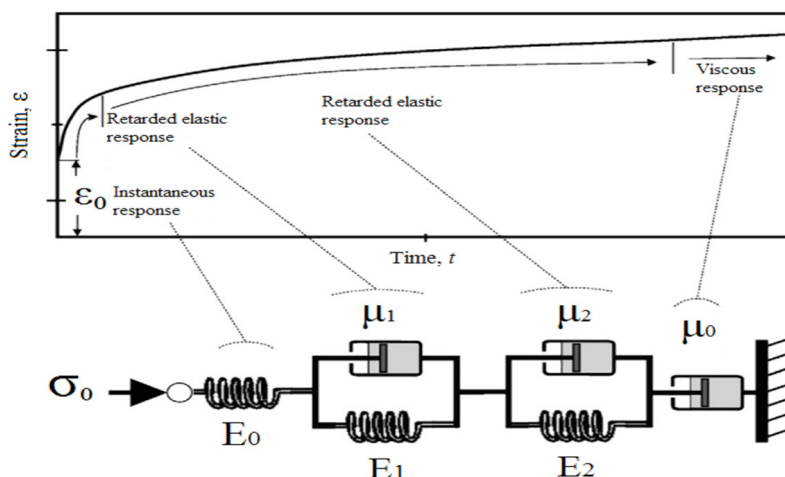 Strain, ε
Viscous
response
Retarded elastic
response
Retarded elastic
response
ε0
Instantaneous
response
Time, t
μ1
μ2
μ0
σ0
E0
E1
E2